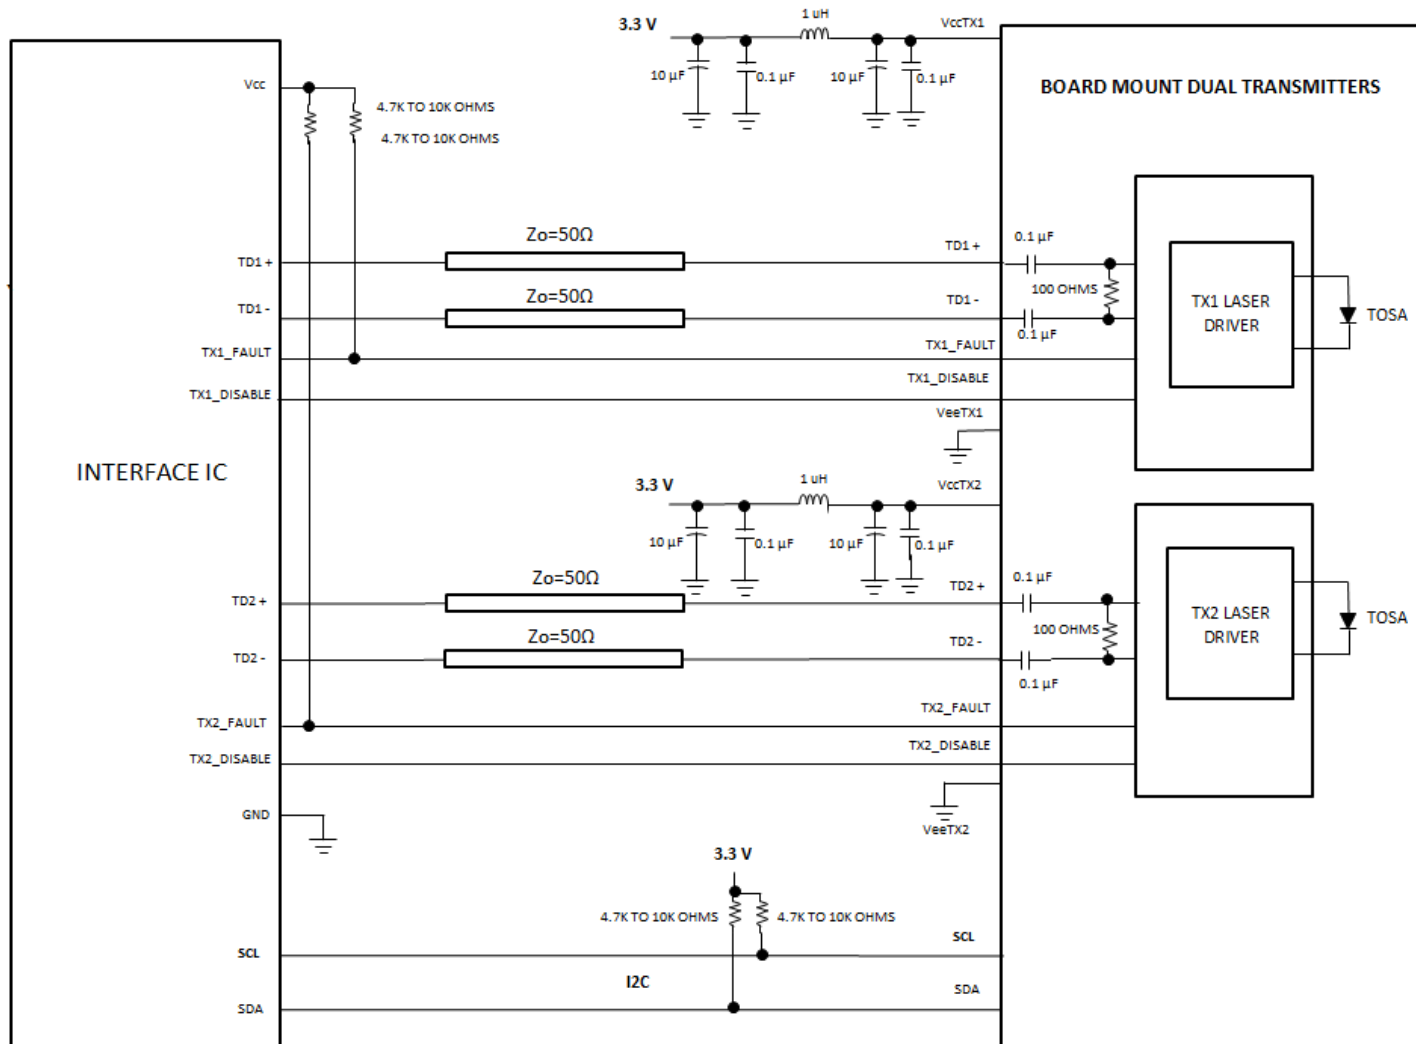 3.3 V
1 uH
VccTX1
10 µF
0.1 µF
10 µF
0.1 µF
BOARD MOUNT DUAL TRANSMITTERS
Vcc
4.7K TO 10K OHMS
4.7K TO 10K OHMS
Zo=50Ω
TD1 +
TD1 +
0.1 µF
Zo=50Ω
TD1 -
TD1 -
100 OHMS
0.1 µF
TX1 LASER
DRIVER
TOSA
TX1_FAULT
TX1_FAULT
TX1_DISABLE
TX1_DISABLE
VeeTX1
INTERFACE IC
3.3 V
1 uH
VccTX2
10 µF
0.1 µF
10 µF
0.1 µF
Zo=50Ω
TD2 +
TD2 +
0.1 µF
Zo=50Ω
TD2 -
TD2 -
100 OHMS
0.1 µF
TX2 LASER
DRIVER
TOSA
TX2_FAULT
TX2_FAULT
TX2_DISABLE
TX2_DISABLE
GND
VeeTX2
3.3 V
4.7K TO 10K OHMS
4.7K TO 10K OHMS
SCL
SCL
I2C
SDA
SDA